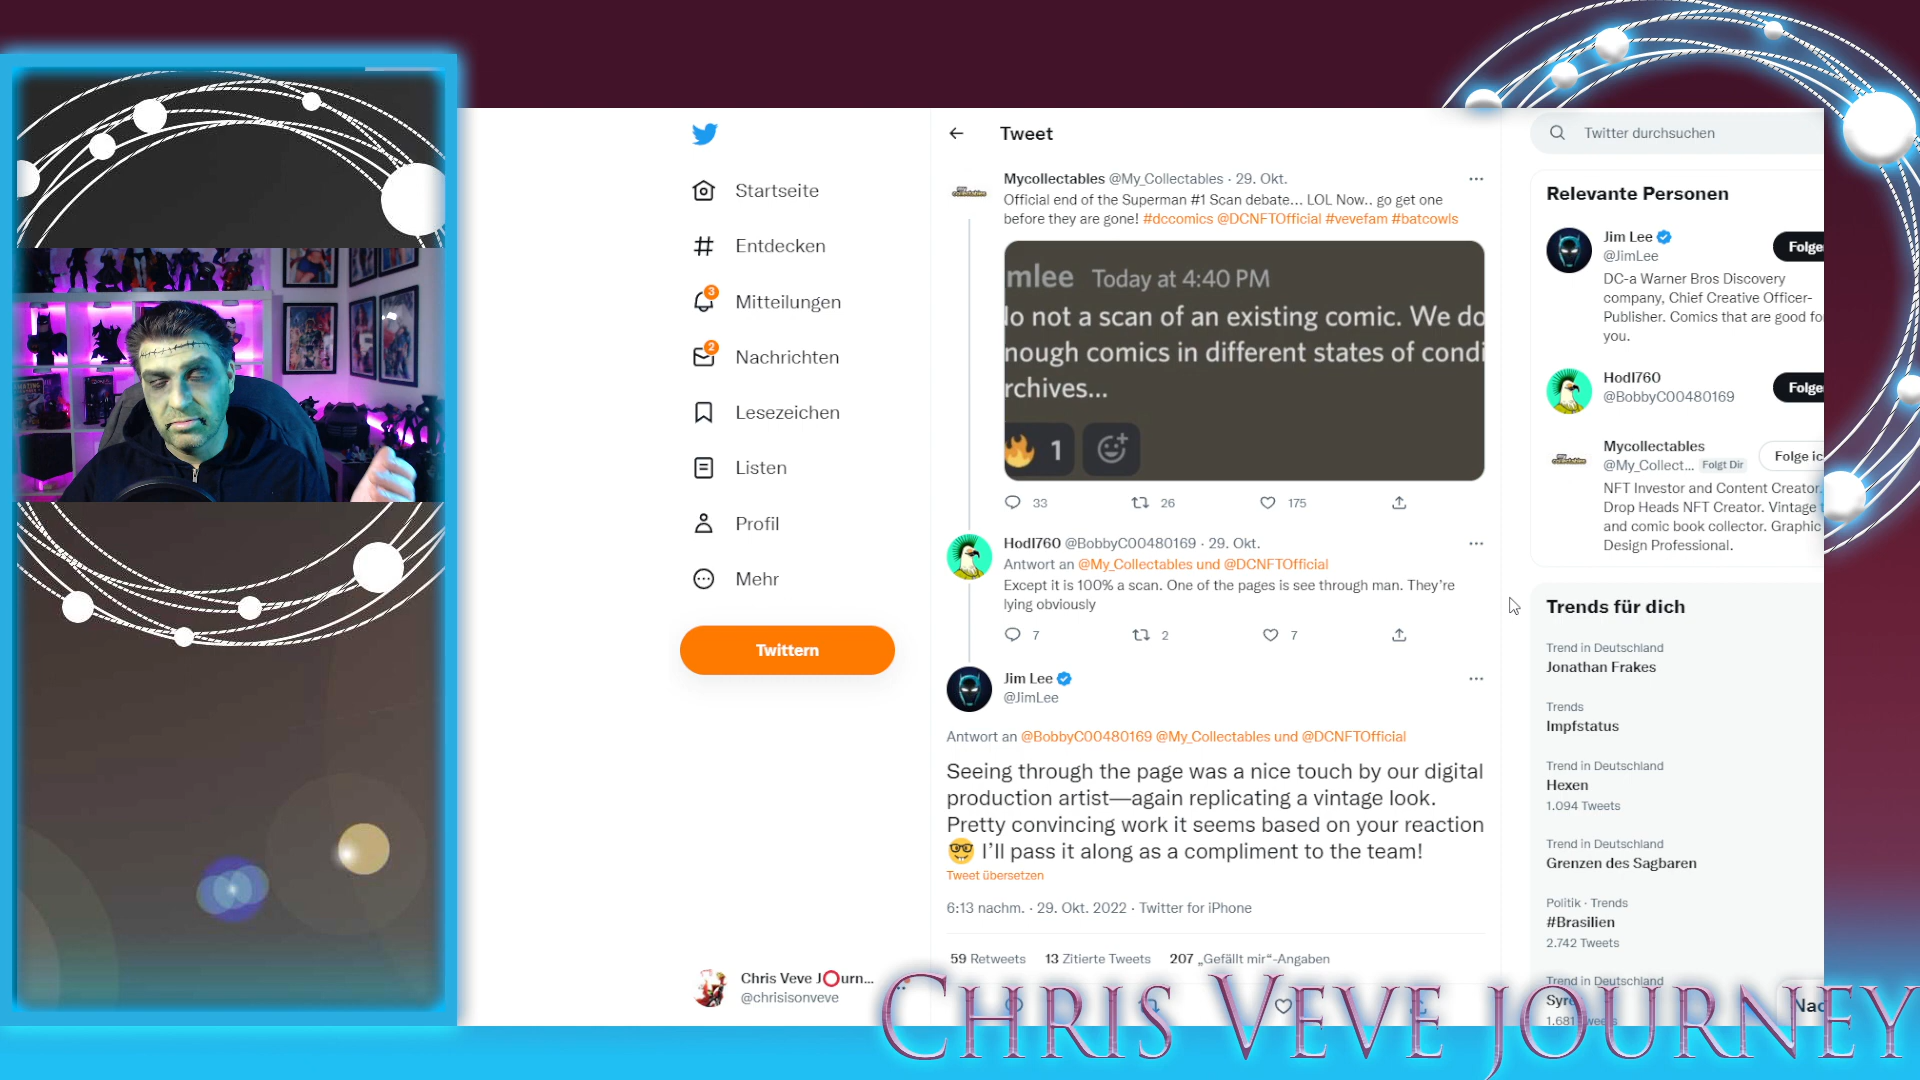 Startseite
Entdecken
3
Mitteilungen
2
Nachrichten
Lesezeichen
Listen
Profil
Mehr
Twittern
Chris Veve J⭕urn...
@chrisisonveve
Tweet
Mycollectables @My_Collectables · 29. Okt.
Official end of the Superman #1 Scan debate... LOL Now.. go get one
before they are gone! #dccomics @DCNFTOfficial #vevefam #batcowls
mlee Today at 4:40 PM
lo not a scan of an existing comic. We do
nough comics in different states of condi
rchives...
1
33 26 175
Hodl760 @BobbyC00480169 · 29. Okt.
Antwort an @My_Collectables und @DCNFTOfficial
Except it is 100% a scan. One of the pages is see through man. They're
lying obviously
7 2 7
Jim Lee
@JimLee
Antwort an @BobbyC00480169 @My_Collectables und @DCNFTOfficial
Seeing through the page was a nice touch by our digital
production artist—again replicating a vintage look.
Pretty convincing work it seems based on your reaction
🤓 I'll pass it along as a compliment to the team!
Tweet übersetzen
6:13 nachm. · 29. Okt. 2022 · Twitter for iPhone
59 Retweets 13 Zitierte Tweets 207 „Gefällt mir"-Angaben
Twitter durchsuchen
Relevante Personen
Jim Lee
@JimLee
Folge
DC-a Warner Bros Discovery
company, Chief Creative Officer-
Publisher. Comics that are good fo
you.
Hodl760
@BobbyC00480169
Folge
Mycollectables
@My_Collect... Folgt Dir
Folge ic
NFT Investor and Content Creator.
Drop Heads NFT Creator. Vintage t
and comic book collector. Graphic
Design Professional.
Trends für dich
Trend in Deutschland
Jonathan Frakes
Trends
Impfstatus
Trend in Deutschland
Hexen
1.094 Tweets
Trend in Deutschland
Grenzen des Sagbaren
Politik · Trends
#Brasilien
2.742 Tweets
Trend in Deutschland
Syre
1.681 Tweets
Nac
Chris Veve Journey